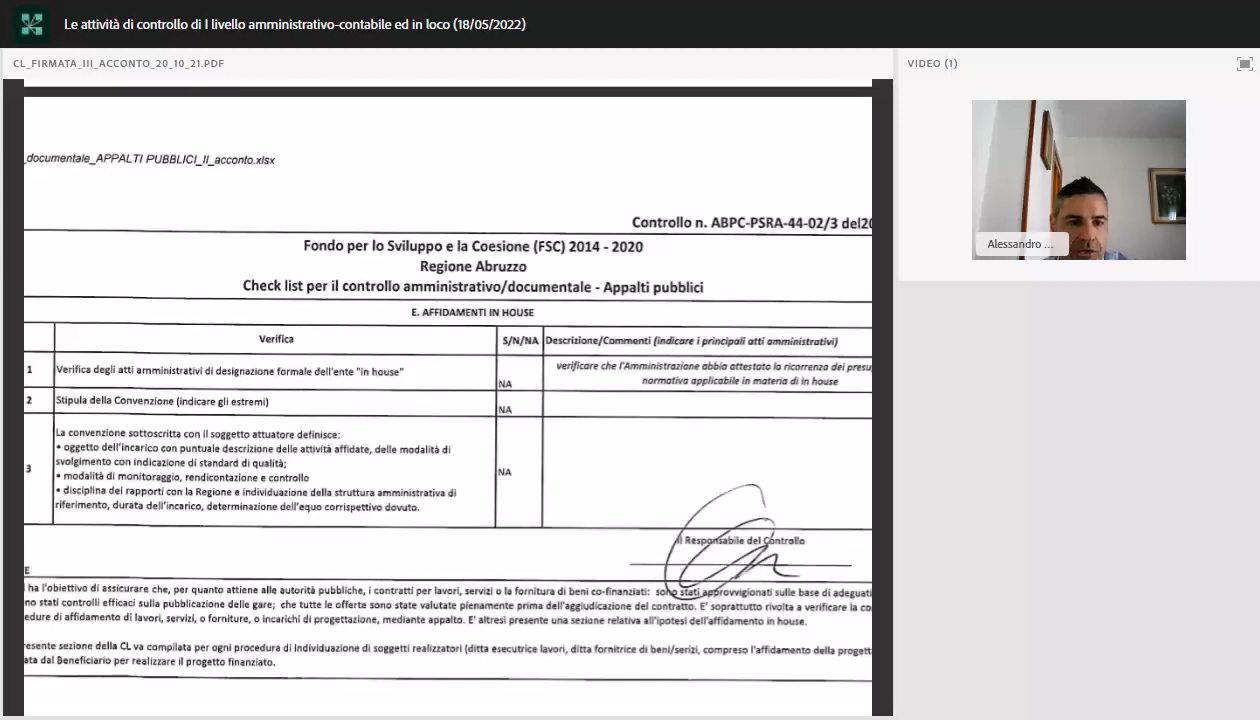 Le attività di controllo di I livello amministrativo-contabile ed in loco (18/05/2022)
CL_FIRMATA_III_ACCONTO_20_10_21.PDF
VIDEO (1)
Alessandro ...
_documentale_APPALTI PUBBLICI_II_acconto.xlsx
Controllo n. ABPC-PSRA-44-02/3 del20
Fondo per lo Sviluppo e la Coesione (FSC) 2014 - 2020
Regione Abruzzo
Check list per il controllo amministrativo/documentale - Appalti pubblici
E. AFFIDAMENTI IN HOUSE
Verifica S/N/NA Descrizione/Commenti (indicare i principali atti amministrativi)
1 Verifica degli atti amministrativi di designazione formale dell'ente "in house" NA verificare che l'Amministrazione abbia attestato la ricorrenza dei presu
normativa applicabile in materia di in house
2 Stipula della Convenzione (indicare gli estremi) NA
3 La convenzione sottoscritta con il soggetto attuatore definisce:
• oggetto dell'incarico con puntuale descrizione delle attività affidate, delle modalità di
svolgimento con indicazione di standard di qualità;
• modalità di monitoraggio, rendicontazione e controllo
• disciplina dei rapporti con la Regione e individuazione della struttura amministrativa di
riferimento, durata dell'incarico, determinazione dell'equo corrispettivo dovuto.
NA
Il Responsabile del Controllo
E
ha l'obiettivo di assicurare che, per quanto attiene alle autorità pubbliche, i contratti per lavori, servizi o la fornitura di beni co-finanziati: sono stati approvvigionati sulle base di adeguati
no stati controlli efficaci sulla pubblicazione delle gare; che tutte le offerte sono state valutate pienamente prima dell'aggiudicazione del contratto. E' soprattutto rivolta a verificare la co
edure di affidamento di lavori, servizi, o forniture, o incarichi di progettazione, mediante appalto. E' altresì presente una sezione relativa all'ipotesi dell'affidamento in house.
resente sezione della CL va compilata per ogni procedura di Individuazione di soggetti realizzatori (ditta esecutrice lavori, ditta fornitrice di beni/serizi, compreso l'affidamento della progett
ata dal Beneficiario per realizzare il progetto finanziato.